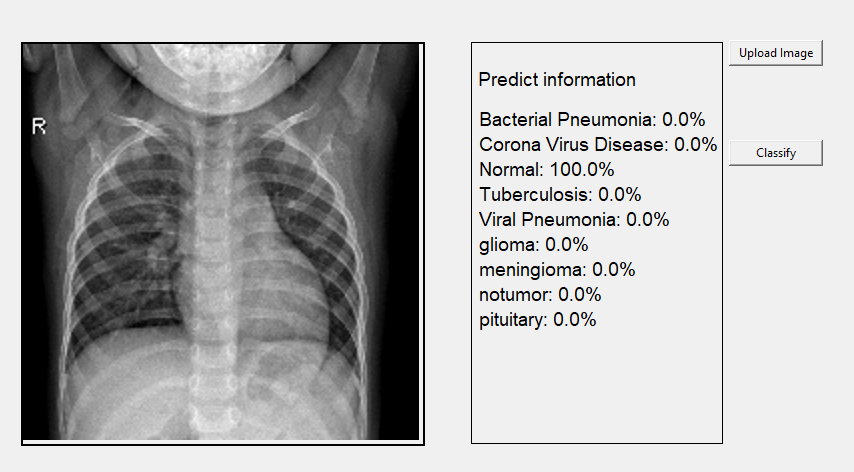 R
Predict information
Bacterial Pneumonia: 0.0%
Corona Virus Disease: 0.0%
Normal: 100.0%
Tuberculosis: 0.0%
Viral Pneumonia: 0.0%
glioma: 0.0%
meningioma: 0.0%
notumor: 0.0%
pituitary: 0.0%
Upload Image
Classify